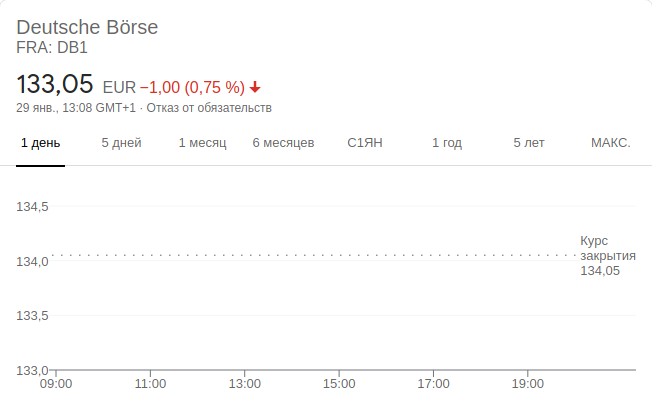 Deutsche Börse
FRA: DB1
133,05 EUR −1,00 (0,75 %)
29 янв., 13:08 GMT+1 · Отказ от обязательств
1 день 5 дней 1 месяц 6 месяцев С1ЯН 1 год 5 лет МАКС.
134,5
Курс
134,0 закрытия
134,05
133,5
133,0
09:00 11:00 13:00 15:00 17:00 19:00